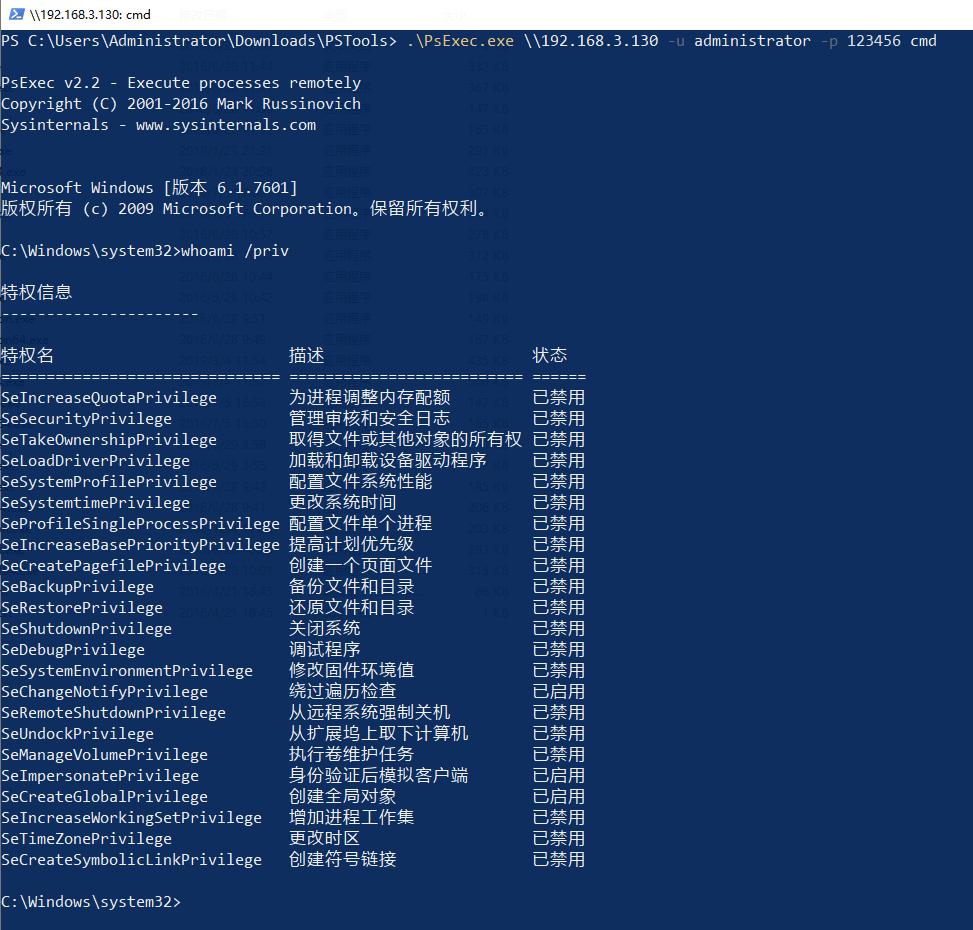 \\192.168.3.130: cmd
PS C:\Users\Administrator\Downloads\PSTools> .\PsExec.exe \\192.168.3.130 -u administrator -p 123456 cmd
PsExec v2.2 - Execute processes remotely
Copyright (C) 2001-2016 Mark Russinovich
Sysinternals - www.sysinternals.com
Microsoft Windows [版本 6.1.7601]
版权所有 (c) 2009 Microsoft Corporation。保留所有权利。
C:\Windows\system32>whoami /priv
特权信息
----------------------
特权名 描述 状态
=============================== ========================== ======
SeIncreaseQuotaPrivilege 为进程调整内存配额 已禁用
SeSecurityPrivilege 管理审核和安全日志 已禁用
SeTakeOwnershipPrivilege 取得文件或其他对象的所有权 已禁用
SeLoadDriverPrivilege 加载和卸载设备驱动程序 已禁用
SeSystemProfilePrivilege 配置文件系统性能 已禁用
SeSystemtimePrivilege 更改系统时间 已禁用
SeProfileSingleProcessPrivilege 配置文件单个进程 已禁用
SeIncreaseBasePriorityPrivilege 提高计划优先级 已禁用
SeCreatePagefilePrivilege 创建一个页面文件 已禁用
SeBackupPrivilege 备份文件和目录 已禁用
SeRestorePrivilege 还原文件和目录 已禁用
SeShutdownPrivilege 关闭系统 已禁用
SeDebugPrivilege 调试程序 已禁用
SeSystemEnvironmentPrivilege 修改固件环境值 已禁用
SeChangeNotifyPrivilege 绕过遍历检查 已启用
SeRemoteShutdownPrivilege 从远程系统强制关机 已禁用
SeUndockPrivilege 从扩展坞上取下计算机 已禁用
SeManageVolumePrivilege 执行卷维护任务 已禁用
SeImpersonatePrivilege 身份验证后模拟客户端 已启用
SeCreateGlobalPrivilege 创建全局对象 已启用
SeIncreaseWorkingSetPrivilege 增加进程工作集 已禁用
SeTimeZonePrivilege 更改时区 已禁用
SeCreateSymbolicLinkPrivilege 创建符号链接 已禁用
C:\Windows\system32>